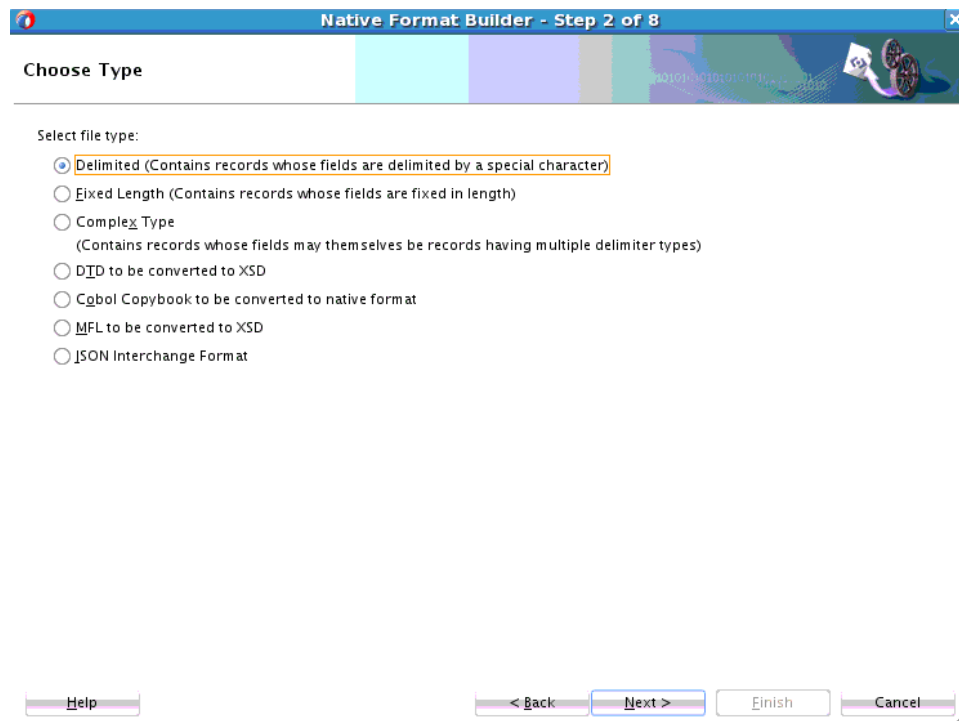 Native Format Builder - Step 2 of 8
Choose Type
Select file type:
Delimited (Contains records whose fields are delimited by a special character)
Fixed Length (Contains records whose fields are fixed in length)
Complex Type
(Contains records whose fields may themselves be records having multiple delimiter types)
DTD to be converted to XSD
Cobol Copybook to be converted to native format
MFL to be converted to XSD
JSON Interchange Format
Help
< Back
Next >
Finish
Cancel